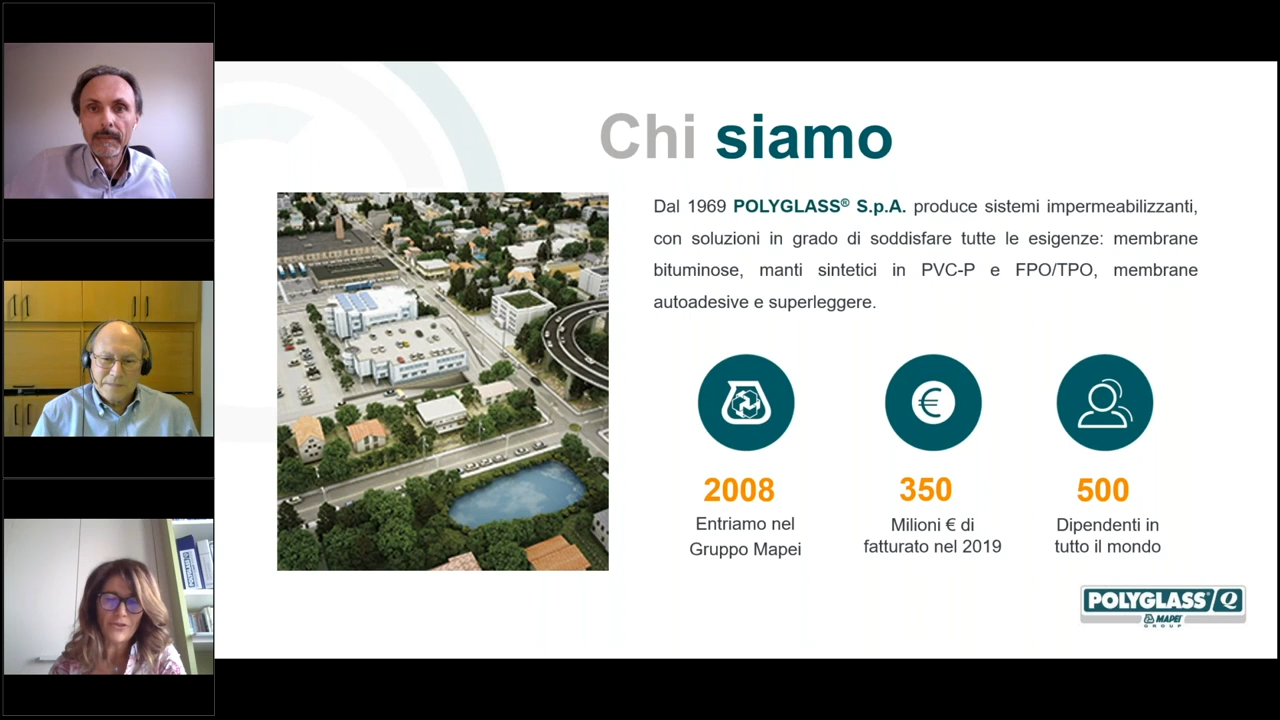 Chi siamo
Dal 1969 POLYGLASS® S.p.A. produce sistemi impermeabilizzanti,
con soluzioni in grado di soddisfare tutte le esigenze: membrane
bituminose, manti sintetici in PVC-P e FPO/TPO, membrane
autoadesive e superleggere.
2008
Entriamo nel
Gruppo Mapei
350
Milioni € di
fatturato nel 2019
500
Dipendenti in
tutto il mondo
POLYGLASS® Q
MAPEI
GROUP